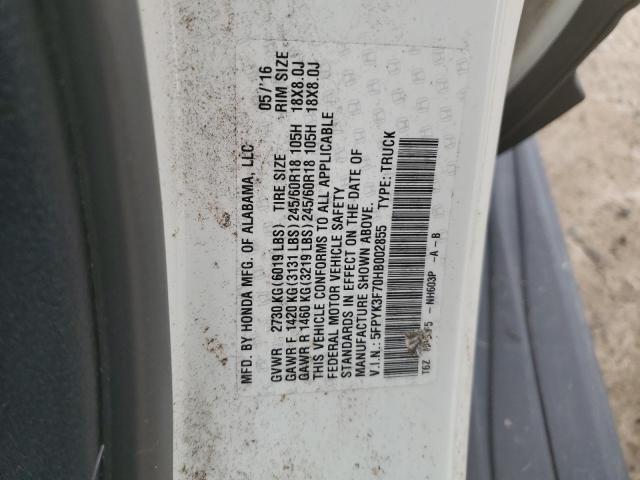 MFD. BY HONDA MFG. OF ALABAMA, LLC 05/'16
GVWR 2730 KG(6019 LBS) TIRE SIZE RIM SIZE
GAWR F 1420 KG(3131 LBS) 245/60R18 105H 18X8.0J
GAWR R 1460 KG(3219 LBS) 245/60R18 105H 18X8.0J
THIS VEHICLE CONFORMS TO ALL APPLICABLE
FEDERAL MOTOR VEHICLE SAFETY
STANDARDS IN EFFECT ON THE DATE OF
MANUFACTURE SHOWN ABOVE.
V.I.N.: 5FPYK3F70HB002855 TYPE: TRUCK
T6Z NH603P -A -B